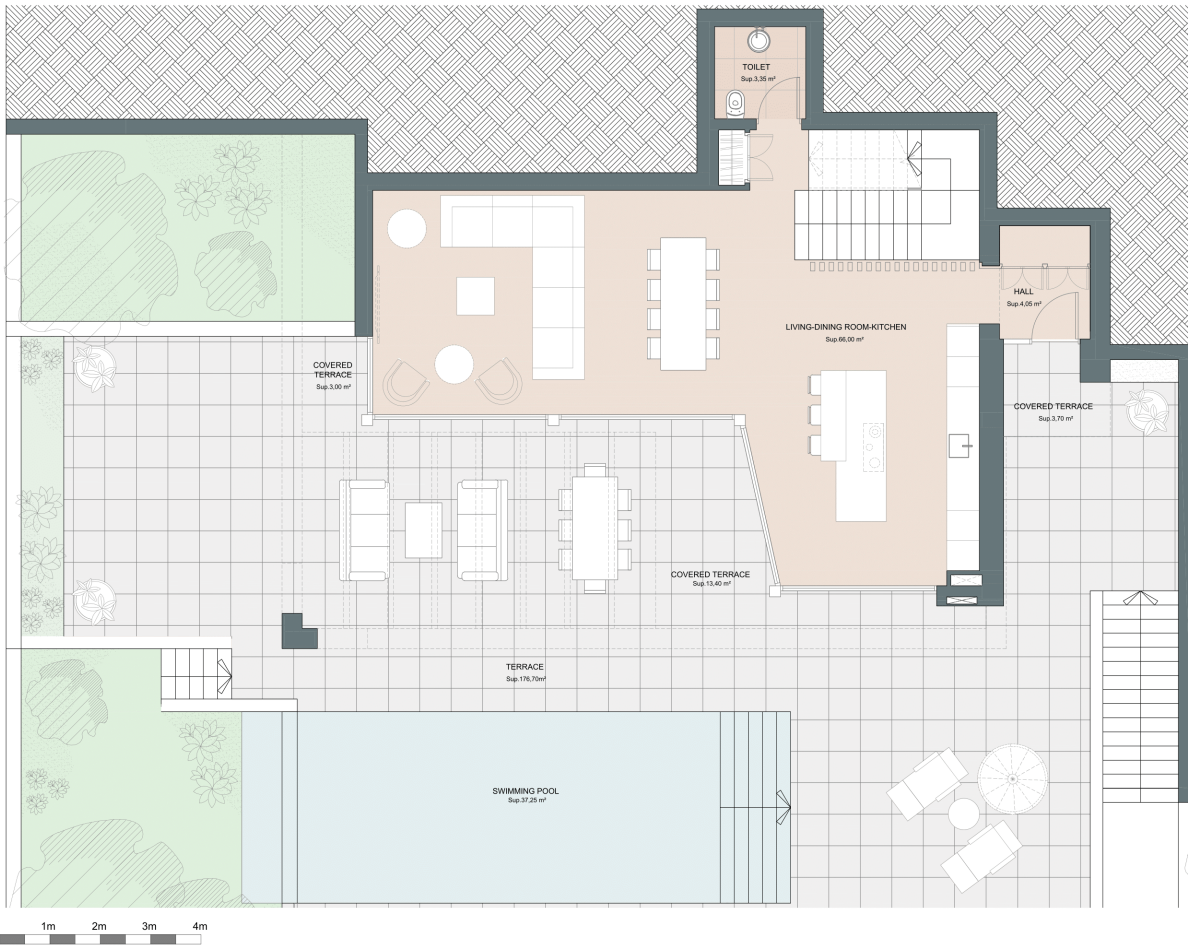 TOILET
Sup.3,35 m²
HALL
Sup.4,05 m²
LIVING-DINING ROOM-KITCHEN
Sup.66,00 m²
COVERED
TERRACE
Sup.3,00 m²
COVERED TERRACE
Sup.3,70 m²
COVERED TERRACE
Sup.13,40 m²
TERRACE
Sup.176,70m²
SWIMMING POOL
Sup.37,25 m²
1m 2m 3m 4m